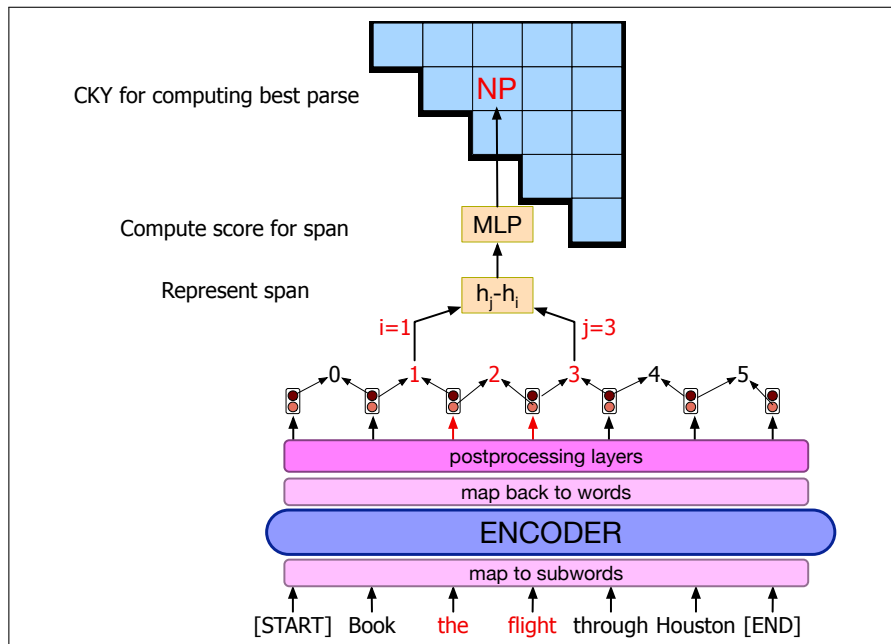 CKY for computing best parse
NP
Compute score for span
MLP
Represent span
hj-hi
i=1
j=3
0 1 2 3 4 5
postprocessing layers
map back to words
ENCODER
map to subwords
[START] Book the flight through Houston [END]